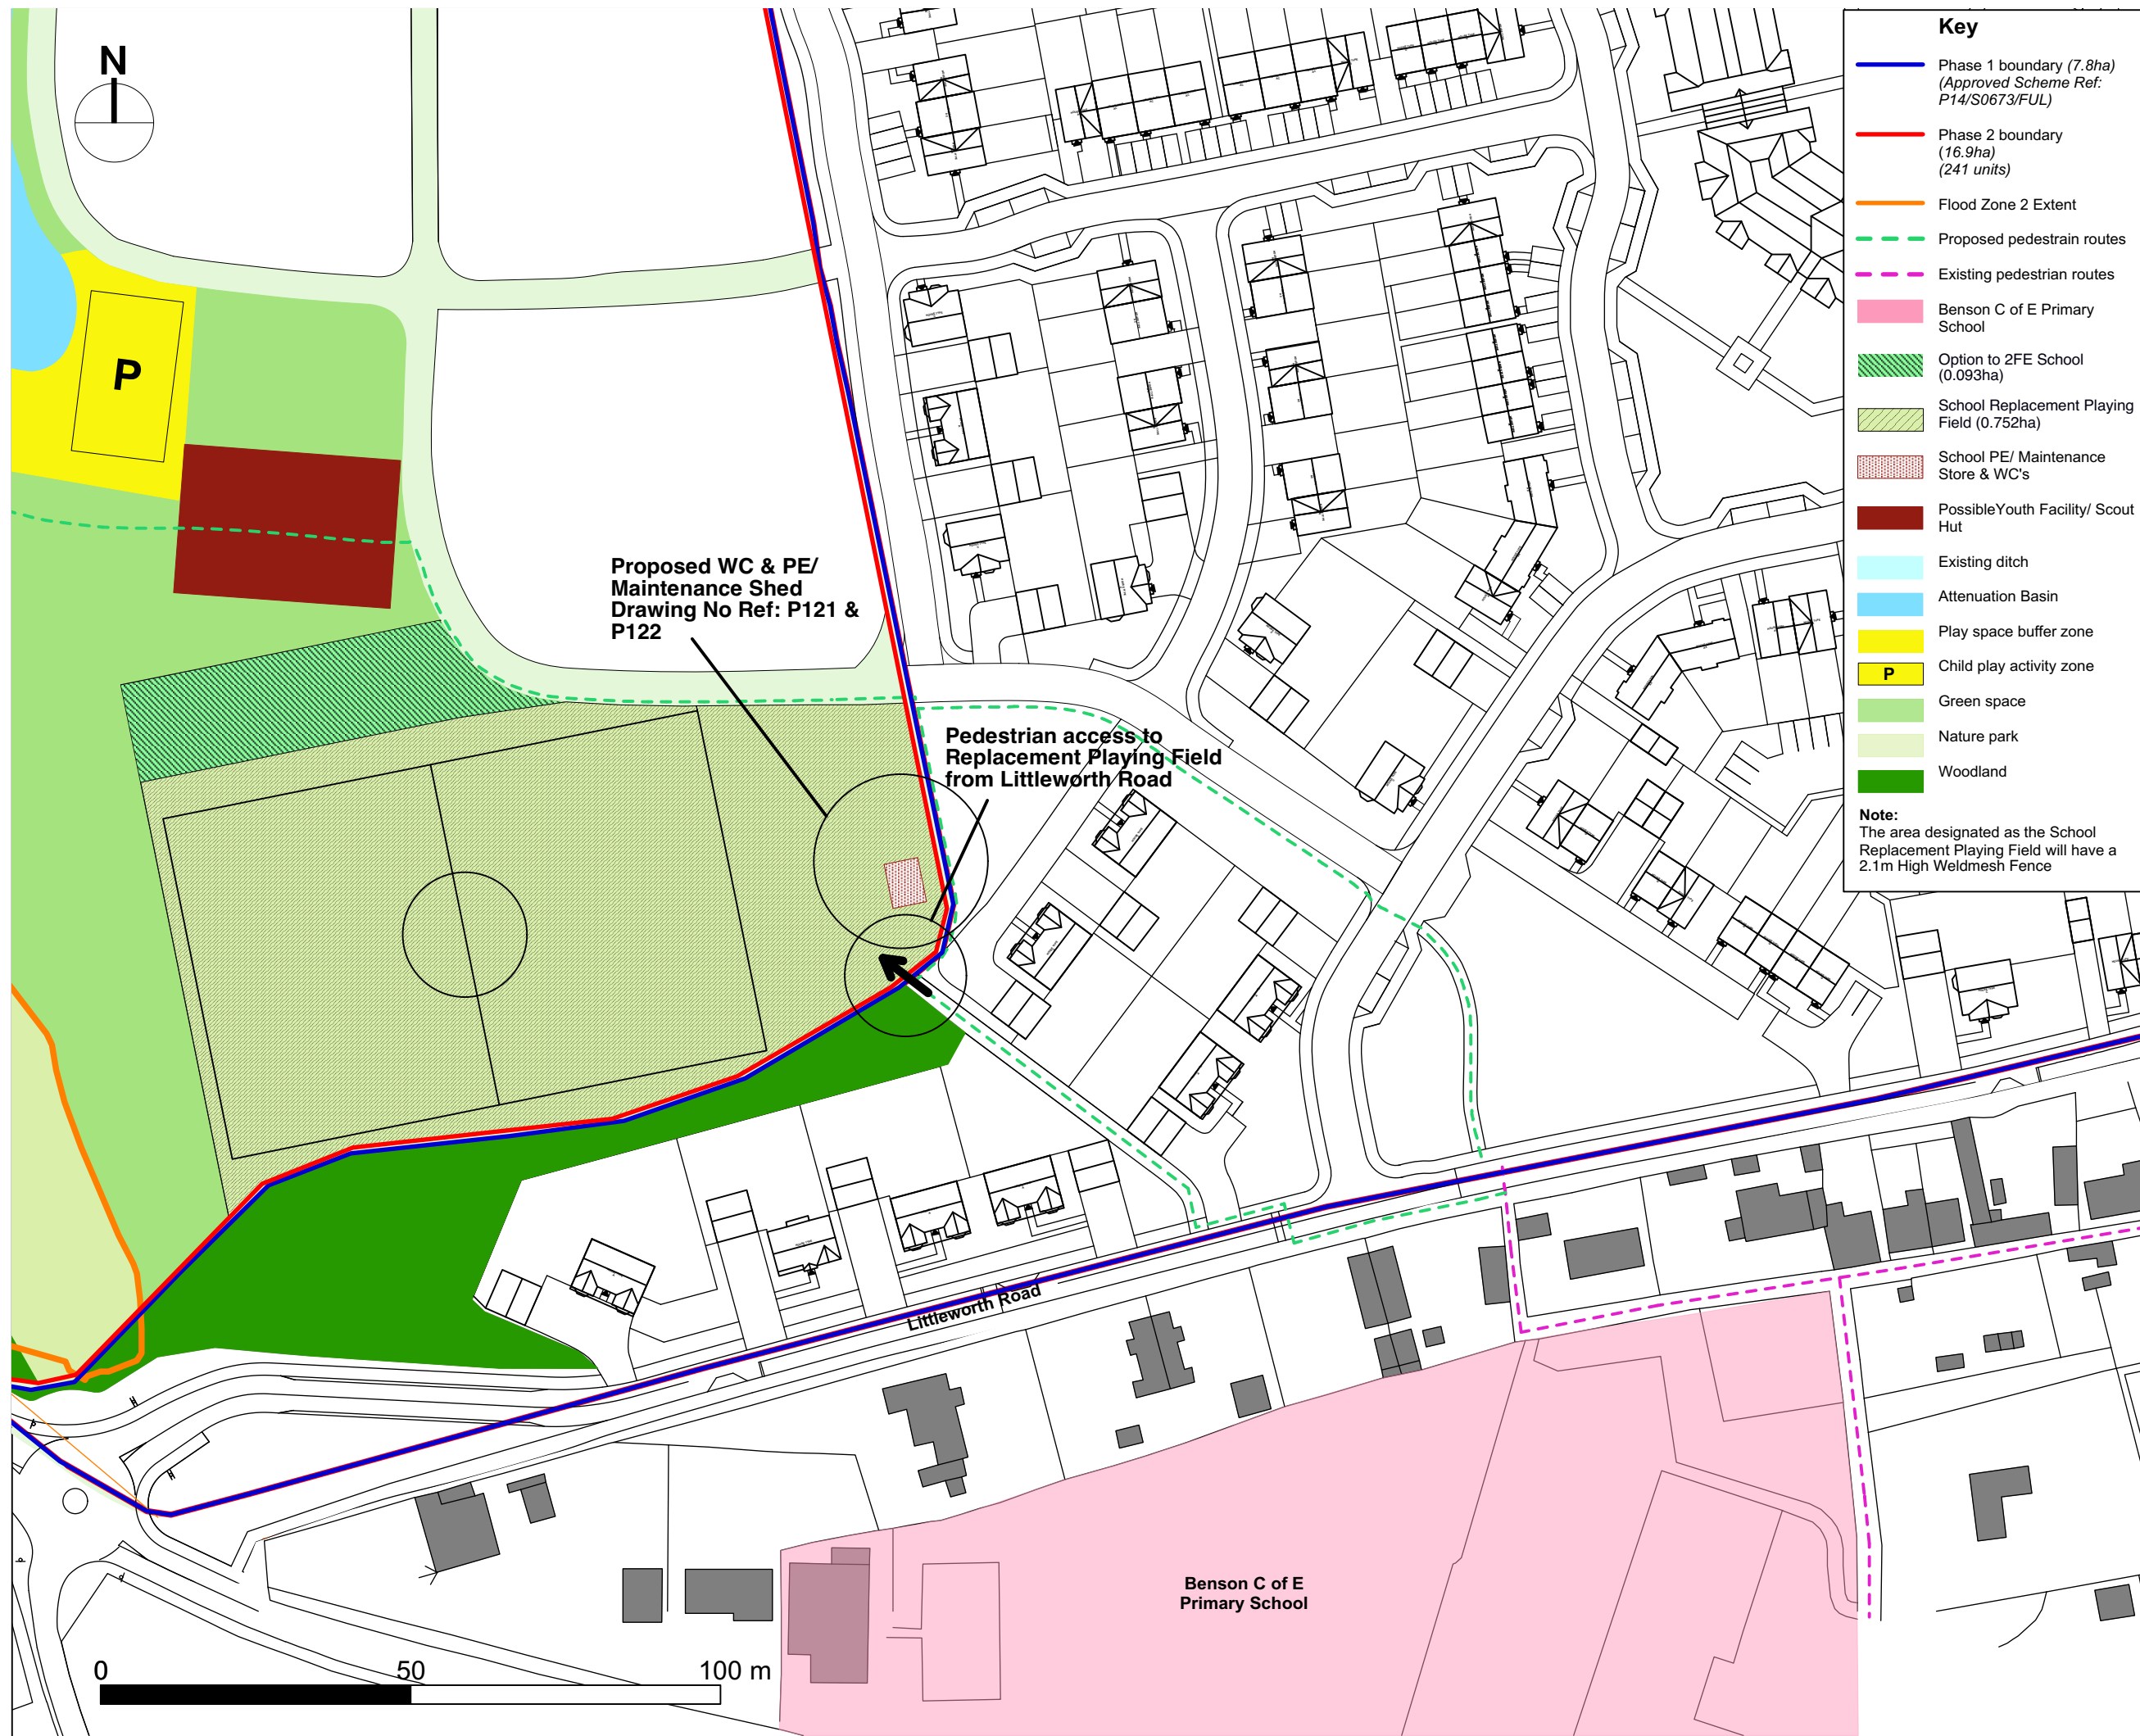 N
P
Proposed WC & PE/
Maintenance Shed
Drawing No Ref: P121 &
P122
Pedestrian access to
Replacement Playing Field
from Littleworth Road
Littleworth Road
Benson C of E
Primary School
0 50 100 m
Key
Phase 1 boundary (7.8ha)
(Approved Scheme Ref:
P14/S0673/FUL)
Phase 2 boundary
(16.9ha)
(241 units)
Flood Zone 2 Extent
Proposed pedestrain routes
Existing pedestrian routes
Benson C of E Primary
School
Option to 2FE School
(0.093ha)
School Replacement Playing
Field (0.752ha)
School PE/ Maintenance
Store & WC's
PossibleYouth Facility/ Scout
Hut
Existing ditch
Attenuation Basin
Play space buffer zone
P
Child play activity zone
Green space
Nature park
Woodland
Note:
The area designated as the School
Replacement Playing Field will have a
2.1m High Weldmesh Fence